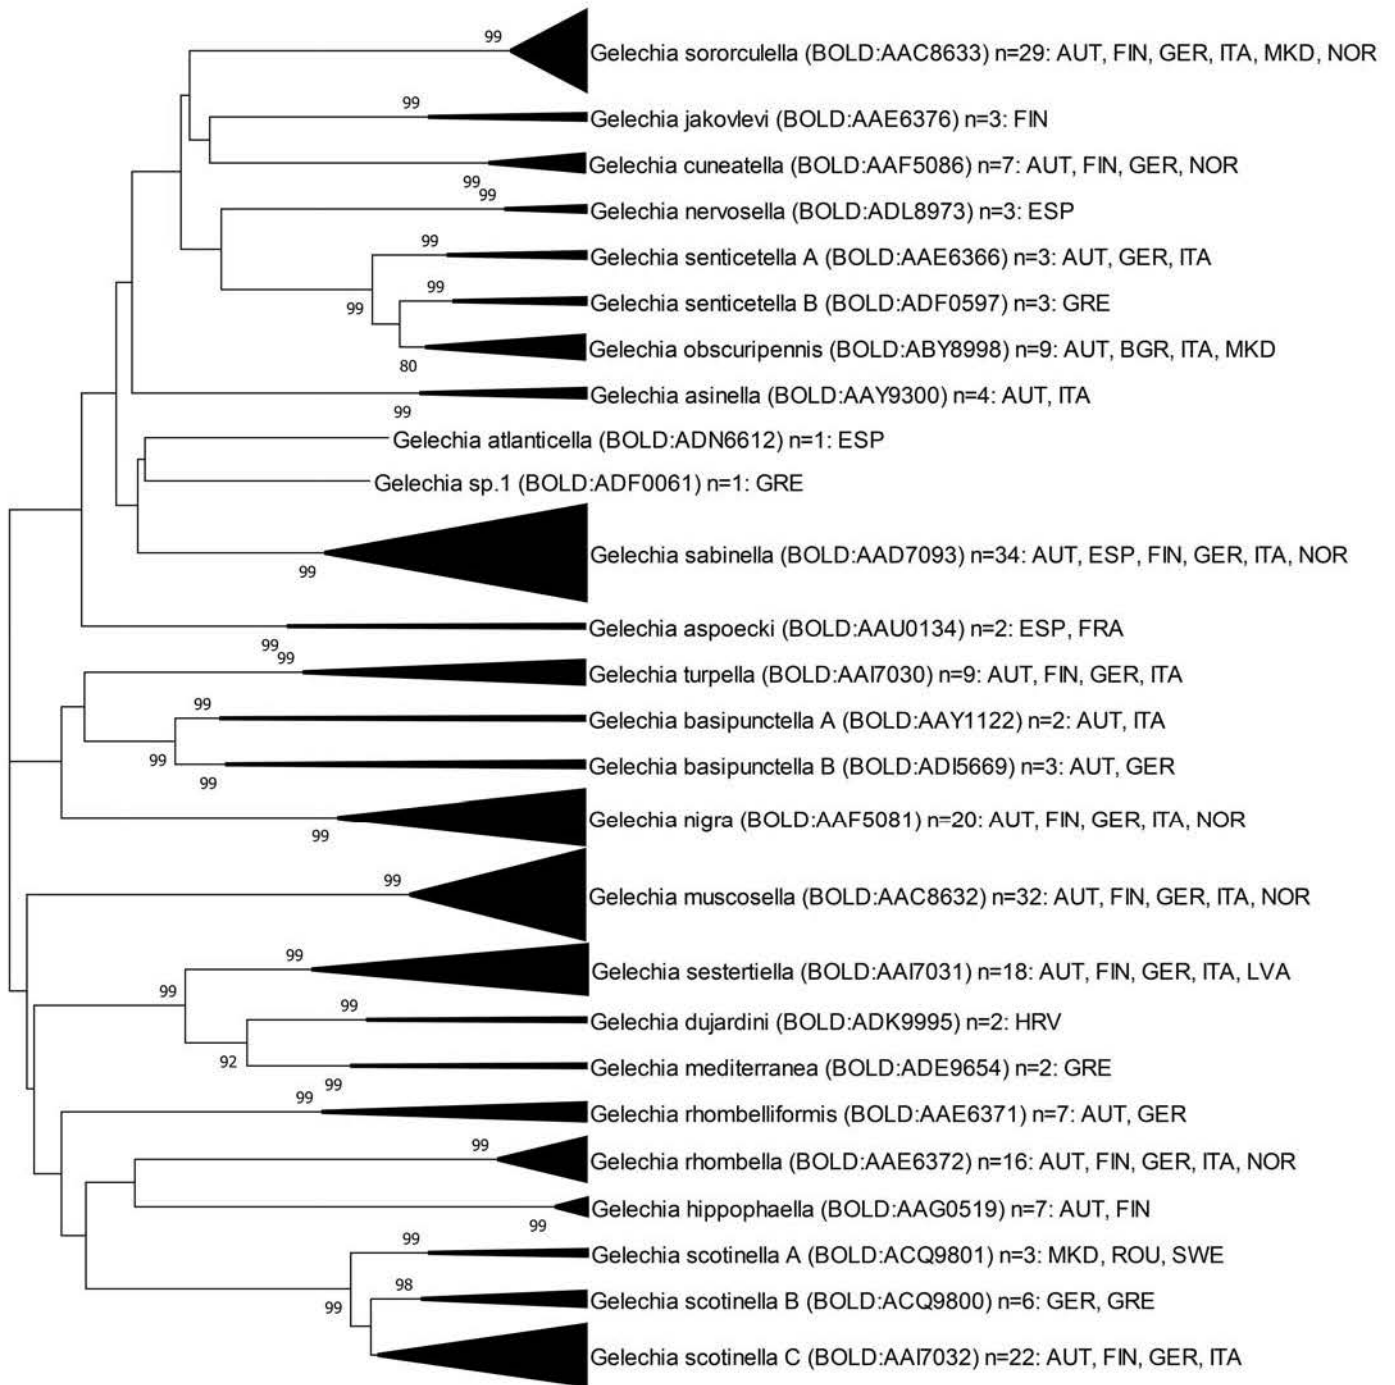 99
Gelechia sororculella (BOLD:AAC8633) n=29: AUT, FIN, GER, ITA, MKD, NOR
99
Gelechia jakovlevi (BOLD:AAE6376) n=3: FIN
Gelechia cuneatella (BOLD:AAF5086) n=7: AUT, FIN, GER, NOR
99
99
Gelechia nervosella (BOLD:ADL8973) n=3: ESP
99
Gelechia senticetella A (BOLD:AAE6366) n=3: AUT, GER, ITA
99
Gelechia senticetella B (BOLD:ADF0597) n=3: GRE
99
Gelechia obscuripennis (BOLD:ABY8998) n=9: AUT, BGR, ITA, MKD
80
Gelechia asinella (BOLD:AAY9300) n=4: AUT, ITA
99
Gelechia atlanticella (BOLD:ADN6612) n=1: ESP
Gelechia sp.1 (BOLD:ADF0061) n=1: GRE
Gelechia sabinella (BOLD:AAD7093) n=34: AUT, ESP, FIN, GER, ITA, NOR
99
Gelechia aspoecki (BOLD:AAU0134) n=2: ESP, FRA
99
99
Gelechia turpella (BOLD:AAI7030) n=9: AUT, FIN, GER, ITA
99
Gelechia basipunctella A (BOLD:AAY1122) n=2: AUT, ITA
99
Gelechia basipunctella B (BOLD:ADI5669) n=3: AUT, GER
99
Gelechia nigra (BOLD:AAF5081) n=20: AUT, FIN, GER, ITA, NOR
99
99
Gelechia muscosella (BOLD:AAC8632) n=32: AUT, FIN, GER, ITA, NOR
99
Gelechia sestertiella (BOLD:AAI7031) n=18: AUT, FIN, GER, ITA, LVA
99
99
Gelechia dujardini (BOLD:ADK9995) n=2: HRV
92
Gelechia mediterranea (BOLD:ADE9654) n=2: GRE
99
99
Gelechia rhombelliformis (BOLD:AAE6371) n=7: AUT, GER
99
Gelechia rhombella (BOLD:AAE6372) n=16: AUT, FIN, GER, ITA, NOR
Gelechia hippophaella (BOLD:AAG0519) n=7: AUT, FIN
99
99
Gelechia scotinella A (BOLD:ACQ9801) n=3: MKD, ROU, SWE
98
Gelechia scotinella B (BOLD:ACQ9800) n=6: GER, GRE
99
Gelechia scotinella C (BOLD:AAI7032) n=22: AUT, FIN, GER, ITA